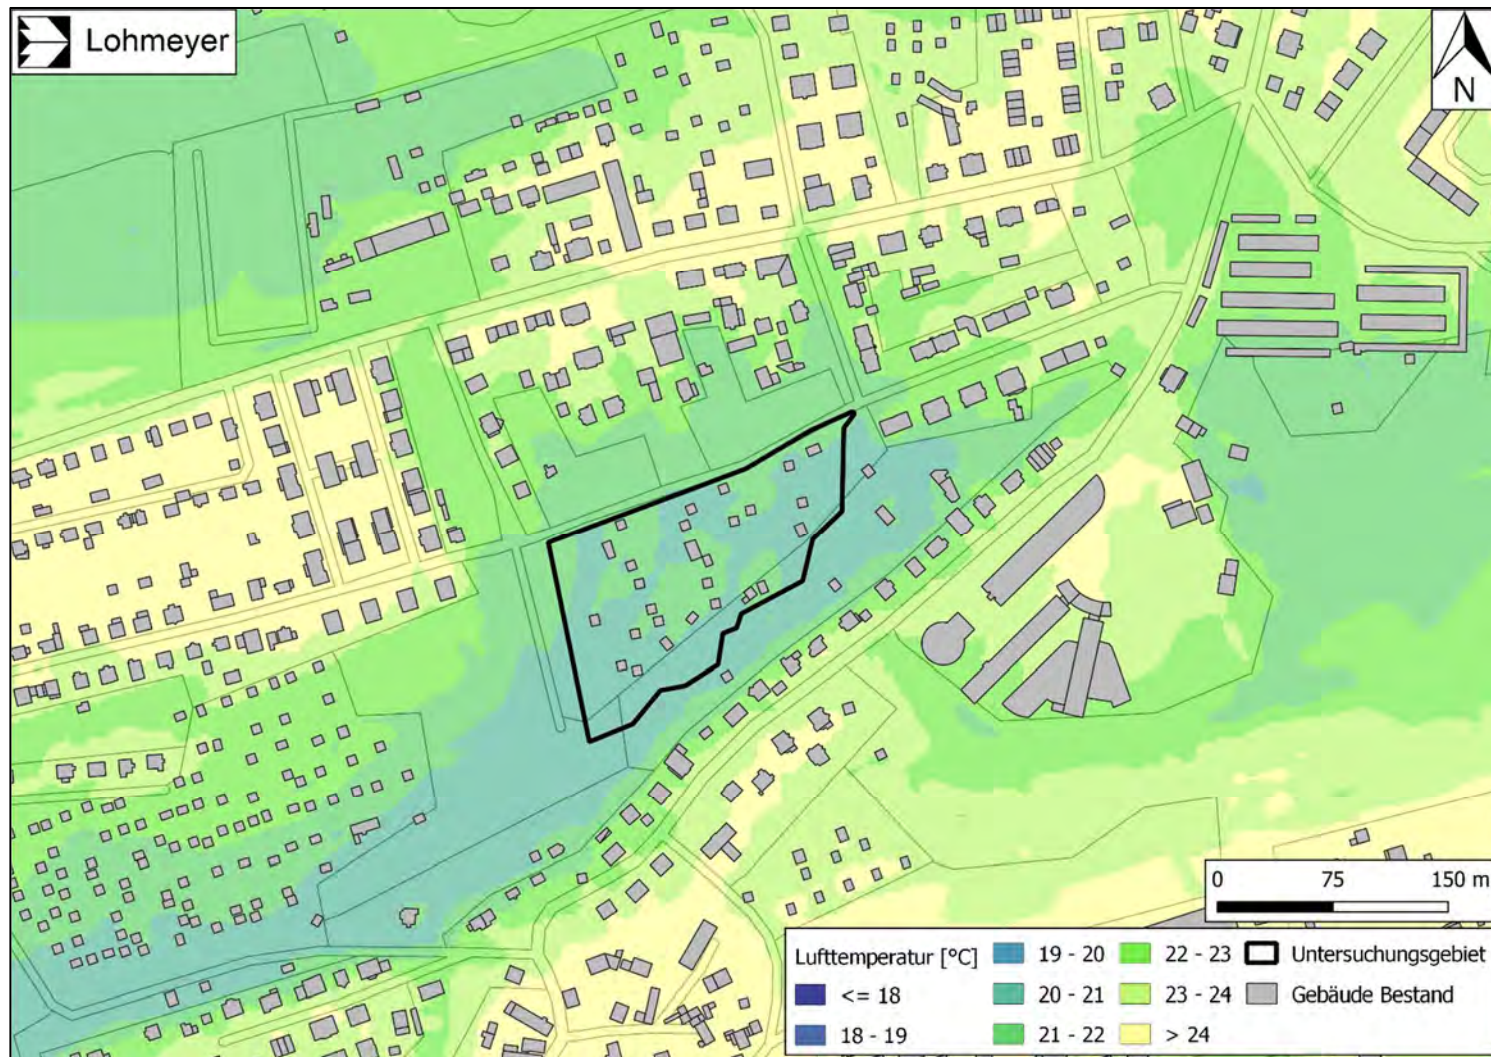 Lohmeyer
N
0 75 150 m
Lufttemperatur [°C]
<= 18
18 - 19
19 - 20
20 - 21
21 - 22
22 - 23
23 - 24
> 24
Untersuchungsgebiet
Gebäude Bestand